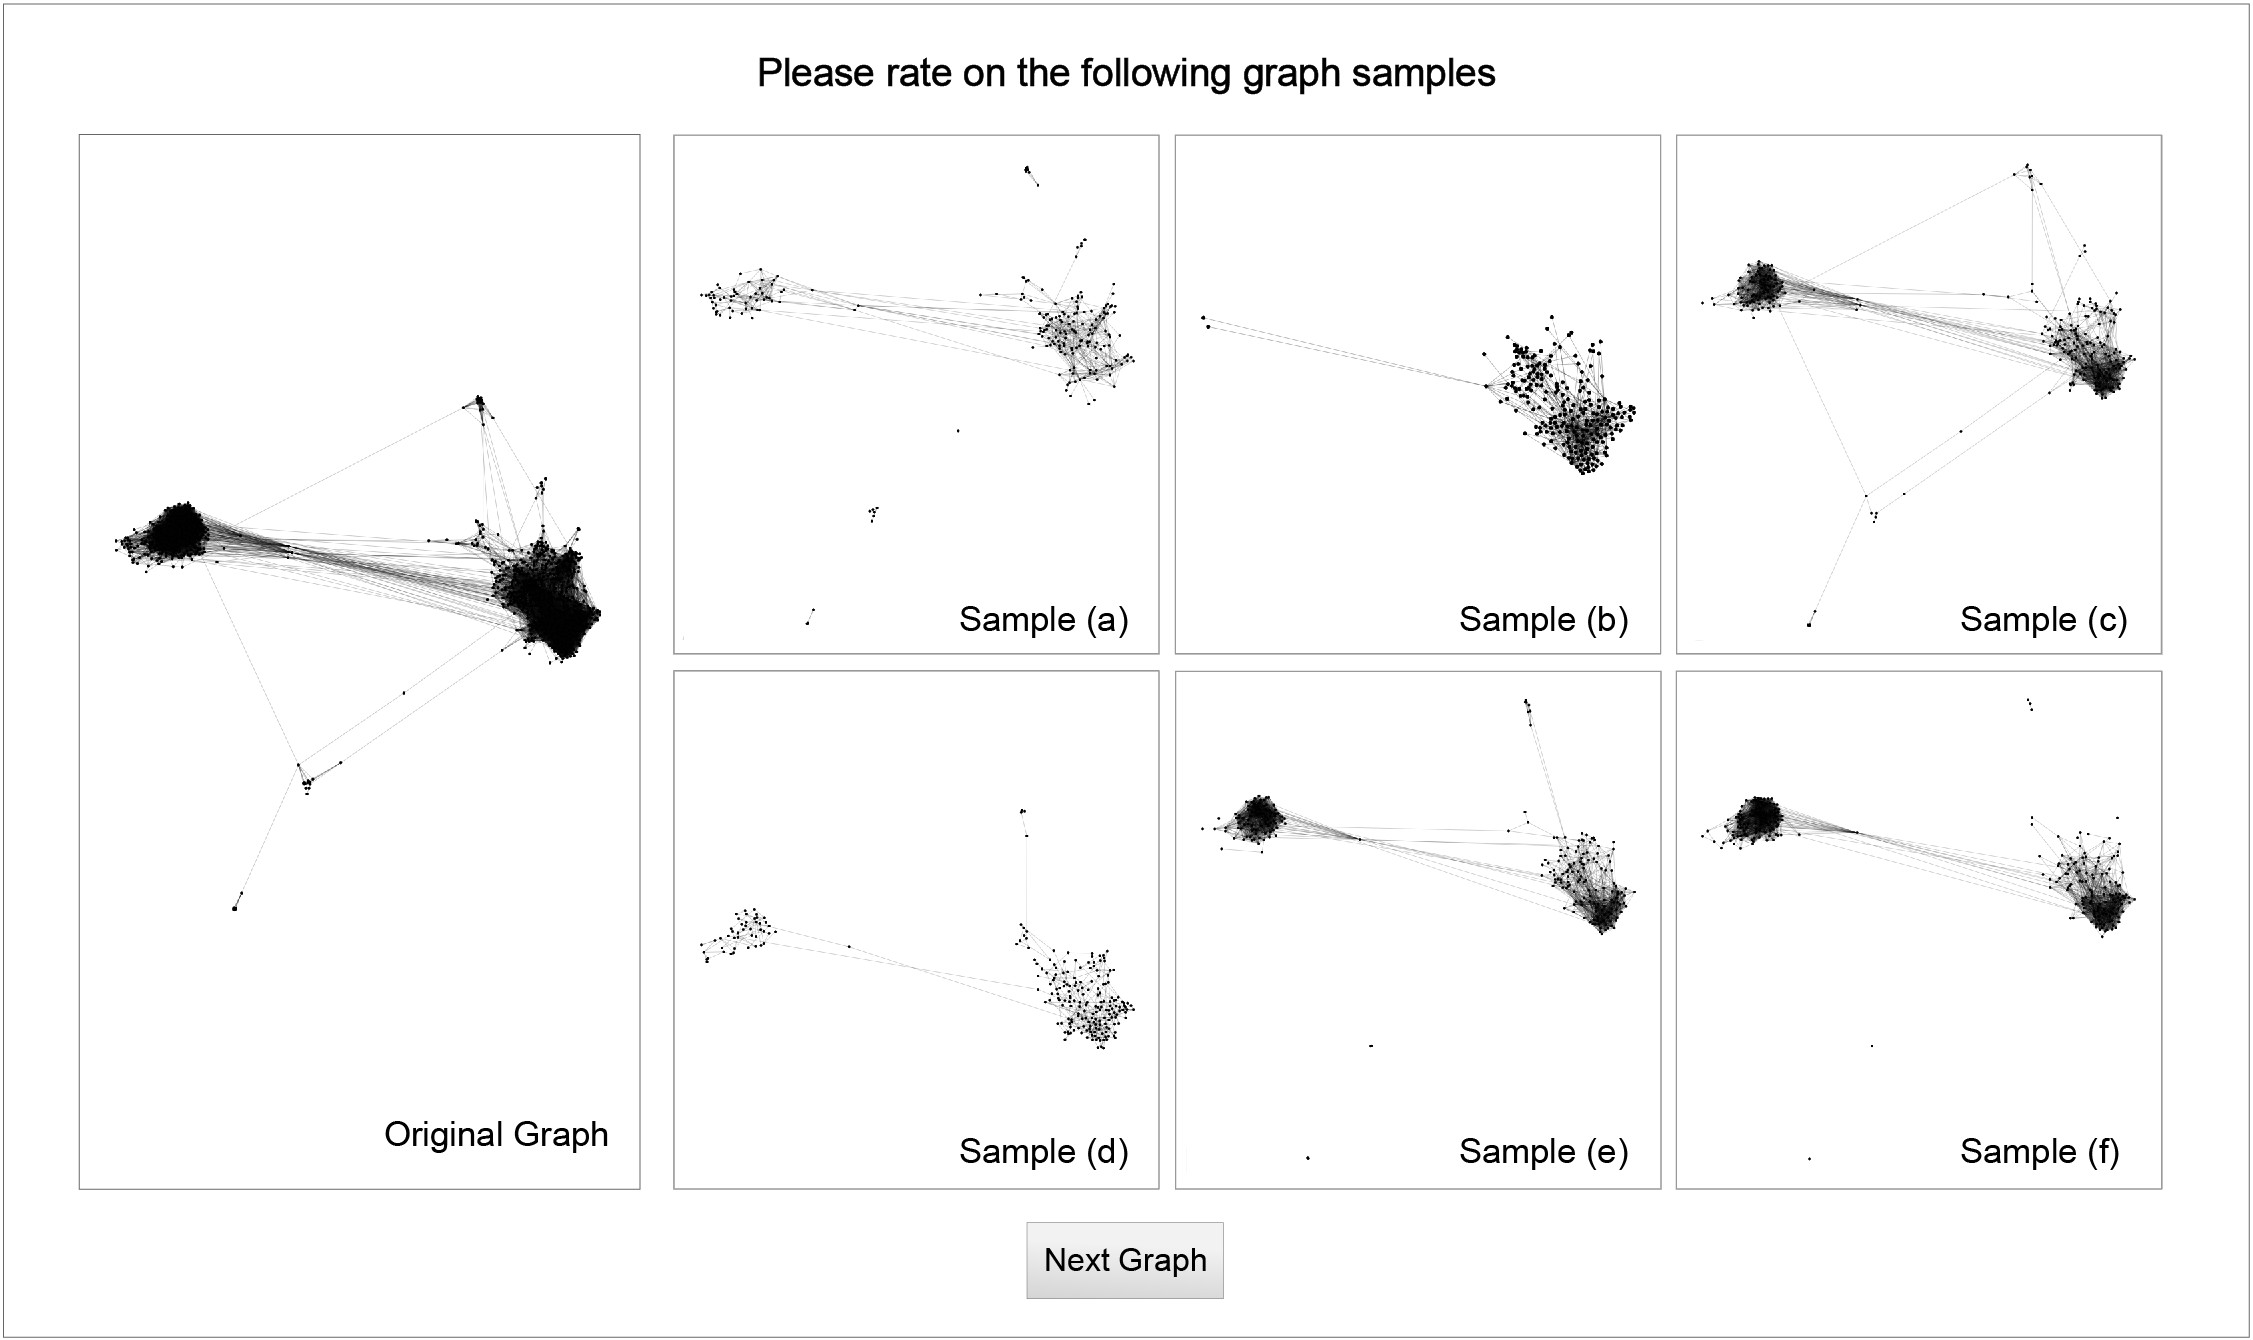 Please rate on the following graph samples
Original Graph
Sample (a)
Sample (b)
Sample (c)
Sample (d)
Sample (e)
Sample (f)
Next Graph